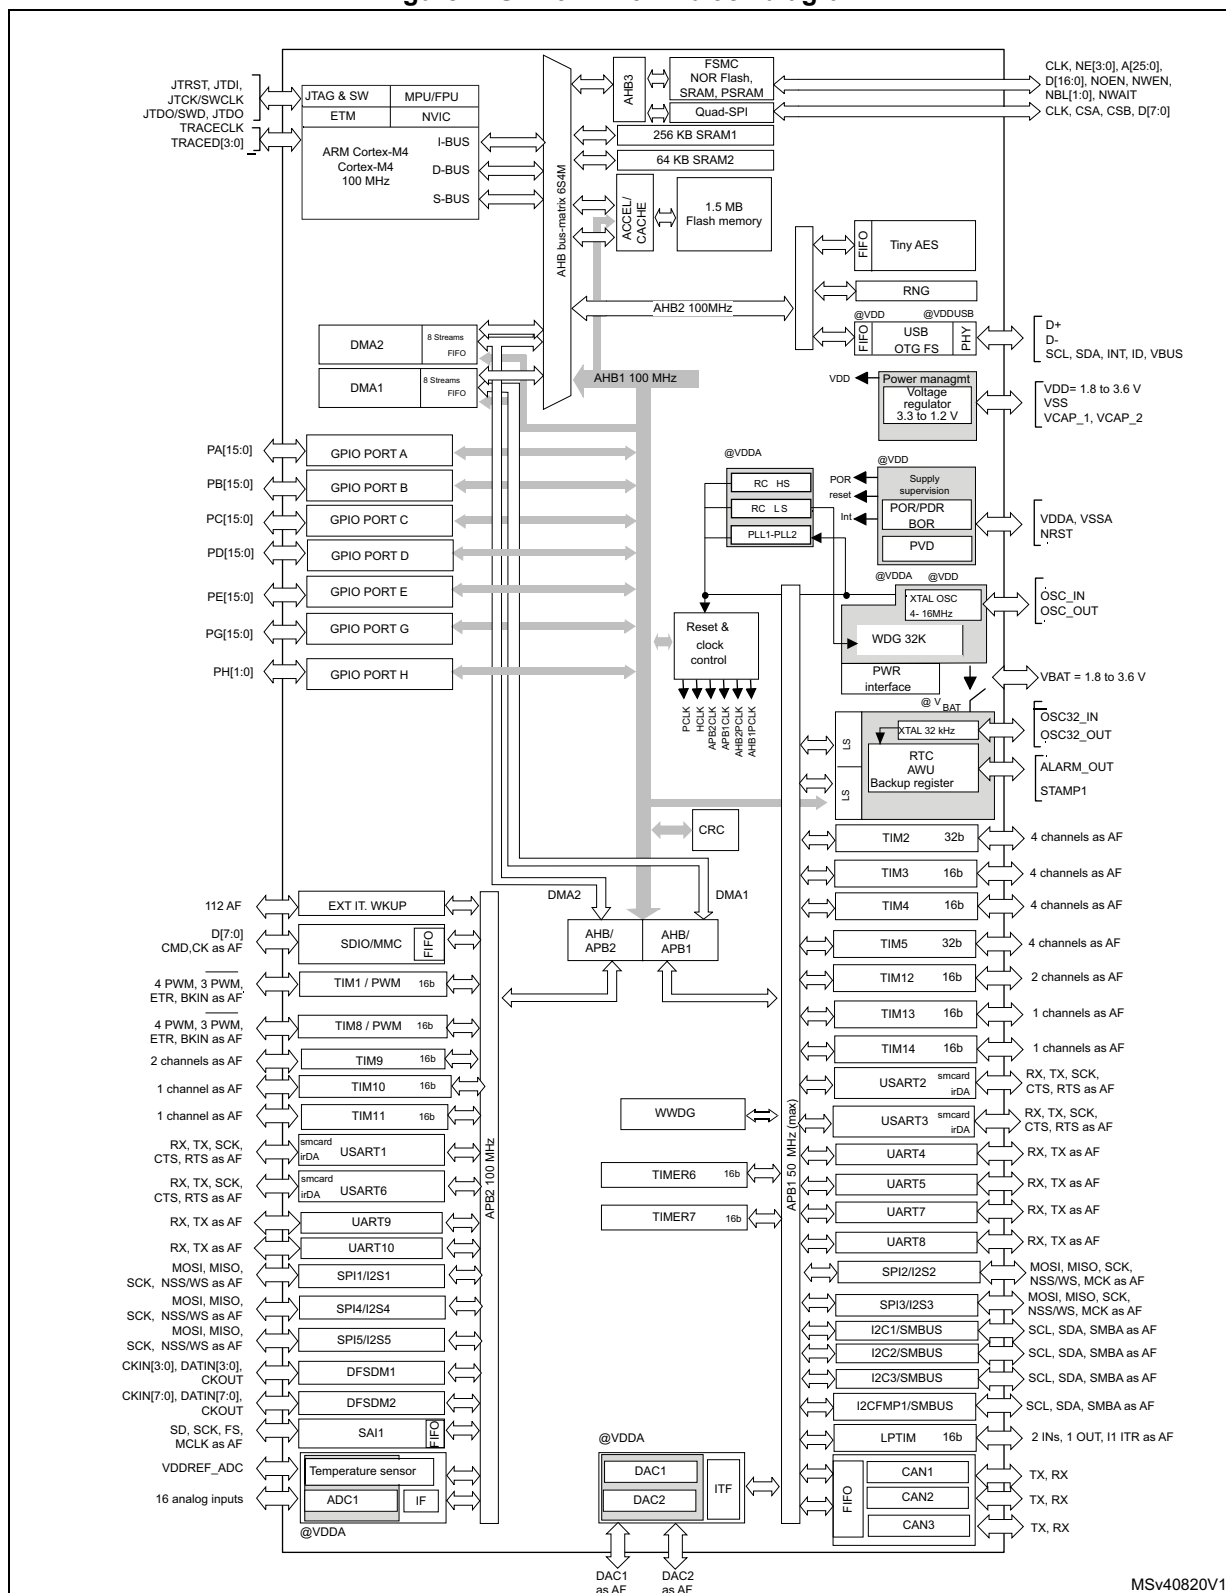 JTRST, JTDI,
JTCK/SWCLK
JTDO/SWD, JTDO
TRACECLK
TRACED[3:0]
JTAG & SW
MPU/FPU
ETM
NVIC
ARM Cortex-M4
Cortex-M4
100 MHz
I-BUS
D-BUS
S-BUS
AHB bus-matrix 6S4M
AHB3
FSMC
NOR Flash,
SRAM, PSRAM
Quad-SPI
CLK, NE[3:0], A[25:0],
D[16:0], NOEN, NWEN,
NBL[1:0], NWAIT
CLK, CSA, CSB, D[7:0]
256 KB SRAM1
64 KB SRAM2
ACCEL/
CACHE
1.5 MB
Flash memory
FIFO
Tiny AES
RNG
AHB2 100MHz
@VDD
@VDDUSB
FIFO
USB
OTG FS
PHY
D+
D-
SCL, SDA, INT, ID, VBUS
DMA2
8 Streams
FIFO
DMA1
8 Streams
FIFO
AHB1 100 MHz
VDD
Power managmt
Voltage
regulator
3.3 to 1.2 V
VDD= 1.8 to 3.6 V
VSS
VCAP_1, VCAP_2
PA[15:0]
GPIO PORT A
PB[15:0]
GPIO PORT B
PC[15:0]
GPIO PORT C
PD[15:0]
GPIO PORT D
PE[15:0]
GPIO PORT E
PG[15:0]
GPIO PORT G
PH[1:0]
GPIO PORT H
@VDDA
RC HS
RC LS
PLL1-PLL2
@VDD
POR
reset
Int
Supply
supervision
POR/PDR
BOR
PVD
VDDA, VSSA
NRST
@VDDA
@VDD
XTAL OSC
4- 16MHz
WDG 32K
OSC_IN
OSC_OUT
PWR
interface
VBAT = 1.8 to 3.6 V
@ V
BAT
Reset &
clock
control
PCLK
HCLK
APB2CLK
APB1CLK
AHB2PCLK
AHB1PCLK
LS
LS
XTAL 32 kHz
RTC
AWU
Backup register
OSC32_IN
OSC32_OUT
ALARM_OUT
STAMP1
CRC
DMA2
DMA1
AHB/
APB2
AHB/
APB1
112 AF
EXT IT. WKUP
D[7:0]
CMD,CK as AF
SDIO/MMC
FIFO
4 PWM, 3 PWM,
ETR, BKIN as AF
TIM1 / PWM
16b
4 PWM, 3 PWM,
ETR, BKIN as AF
TIM8 / PWM
16b
2 channels as AF
TIM9
16b
1 channel as AF
TIM10
16b
1 channel as AF
TIM11
16b
RX, TX, SCK,
CTS, RTS as AF
smcard
irDA
USART1
RX, TX, SCK,
CTS, RTS as AF
smcard
irDA
USART6
RX, TX as AF
UART9
RX, TX as AF
UART10
MOSI, MISO,
SCK, NSS/WS as AF
SPI1/I2S1
MOSI, MISO,
SCK, NSS/WS as AF
SPI4/I2S4
MOSI, MISO,
SCK, NSS/WS as AF
SPI5/I2S5
CKIN[3:0], DATIN[3:0],
CKOUT
DFSDM1
CKIN[7:0], DATIN[7:0],
CKOUT
DFSDM2
SD, SCK, FS,
MCLK as AF
SAI1
FIFO
VDDREF_ADC
Temperature sensor
16 analog inputs
ADC1
IF
@VDDA
APB2 100 MHz
WWDG
TIMER6
16b
TIMER7
16b
@VDDA
DAC1
DAC2
ITF
DAC1
as AF
DAC2
as AF
APB1 50 MHz (max)
TIM2
32b
4 channels as AF
TIM3
16b
4 channels as AF
TIM4
16b
4 channels as AF
TIM5
32b
4 channels as AF
TIM12
16b
2 channels as AF
TIM13
16b
1 channels as AF
TIM14
16b
1 channels as AF
USART2
smcard
irDA
RX, TX, SCK,
CTS, RTS as AF
USART3
smcard
irDA
RX, TX, SCK,
CTS, RTS as AF
UART4
RX, TX as AF
UART5
RX, TX as AF
UART7
RX, TX as AF
UART8
RX, TX as AF
SPI2/I2S2
MOSI, MISO, SCK,
NSS/WS, MCK as AF
SPI3/I2S3
MOSI, MISO, SCK,
NSS/WS, MCK as AF
I2C1/SMBUS
SCL, SDA, SMBA as AF
I2C2/SMBUS
SCL, SDA, SMBA as AF
I2C3/SMBUS
SCL, SDA, SMBA as AF
I2CFMP1/SMBUS
SCL, SDA, SMBA as AF
LPTIM
16b
2 INs, 1 OUT, I1 ITR as AF
FIFO
CAN1
TX, RX
CAN2
TX, RX
CAN3
TX, RX
MSv40820V1